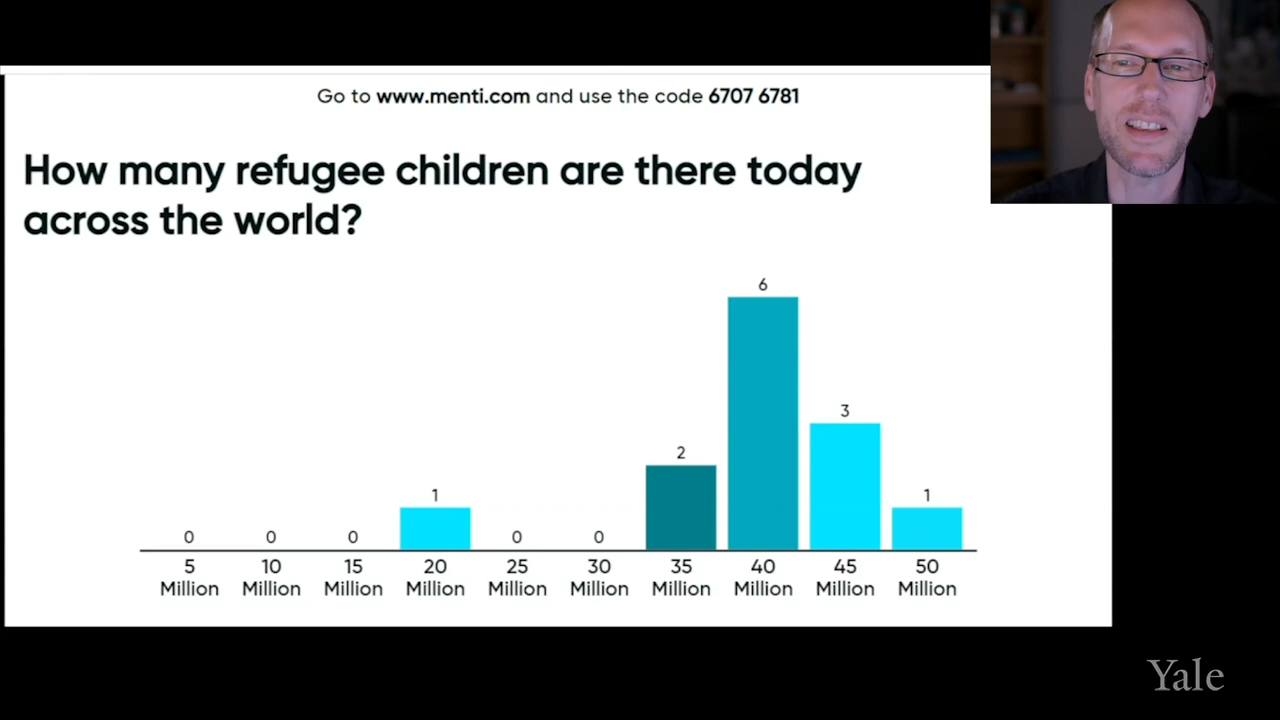 Go to www.menti.com and use the code 6707 6781
How many refugee children are there today
across the world?
6
3
2
1
1
0
0
0
0
0
5
10
15
20
25
30
35
40
45
50
Million
Million
Million
Million
Million
Million
Million
Million
Million
Million
Yale